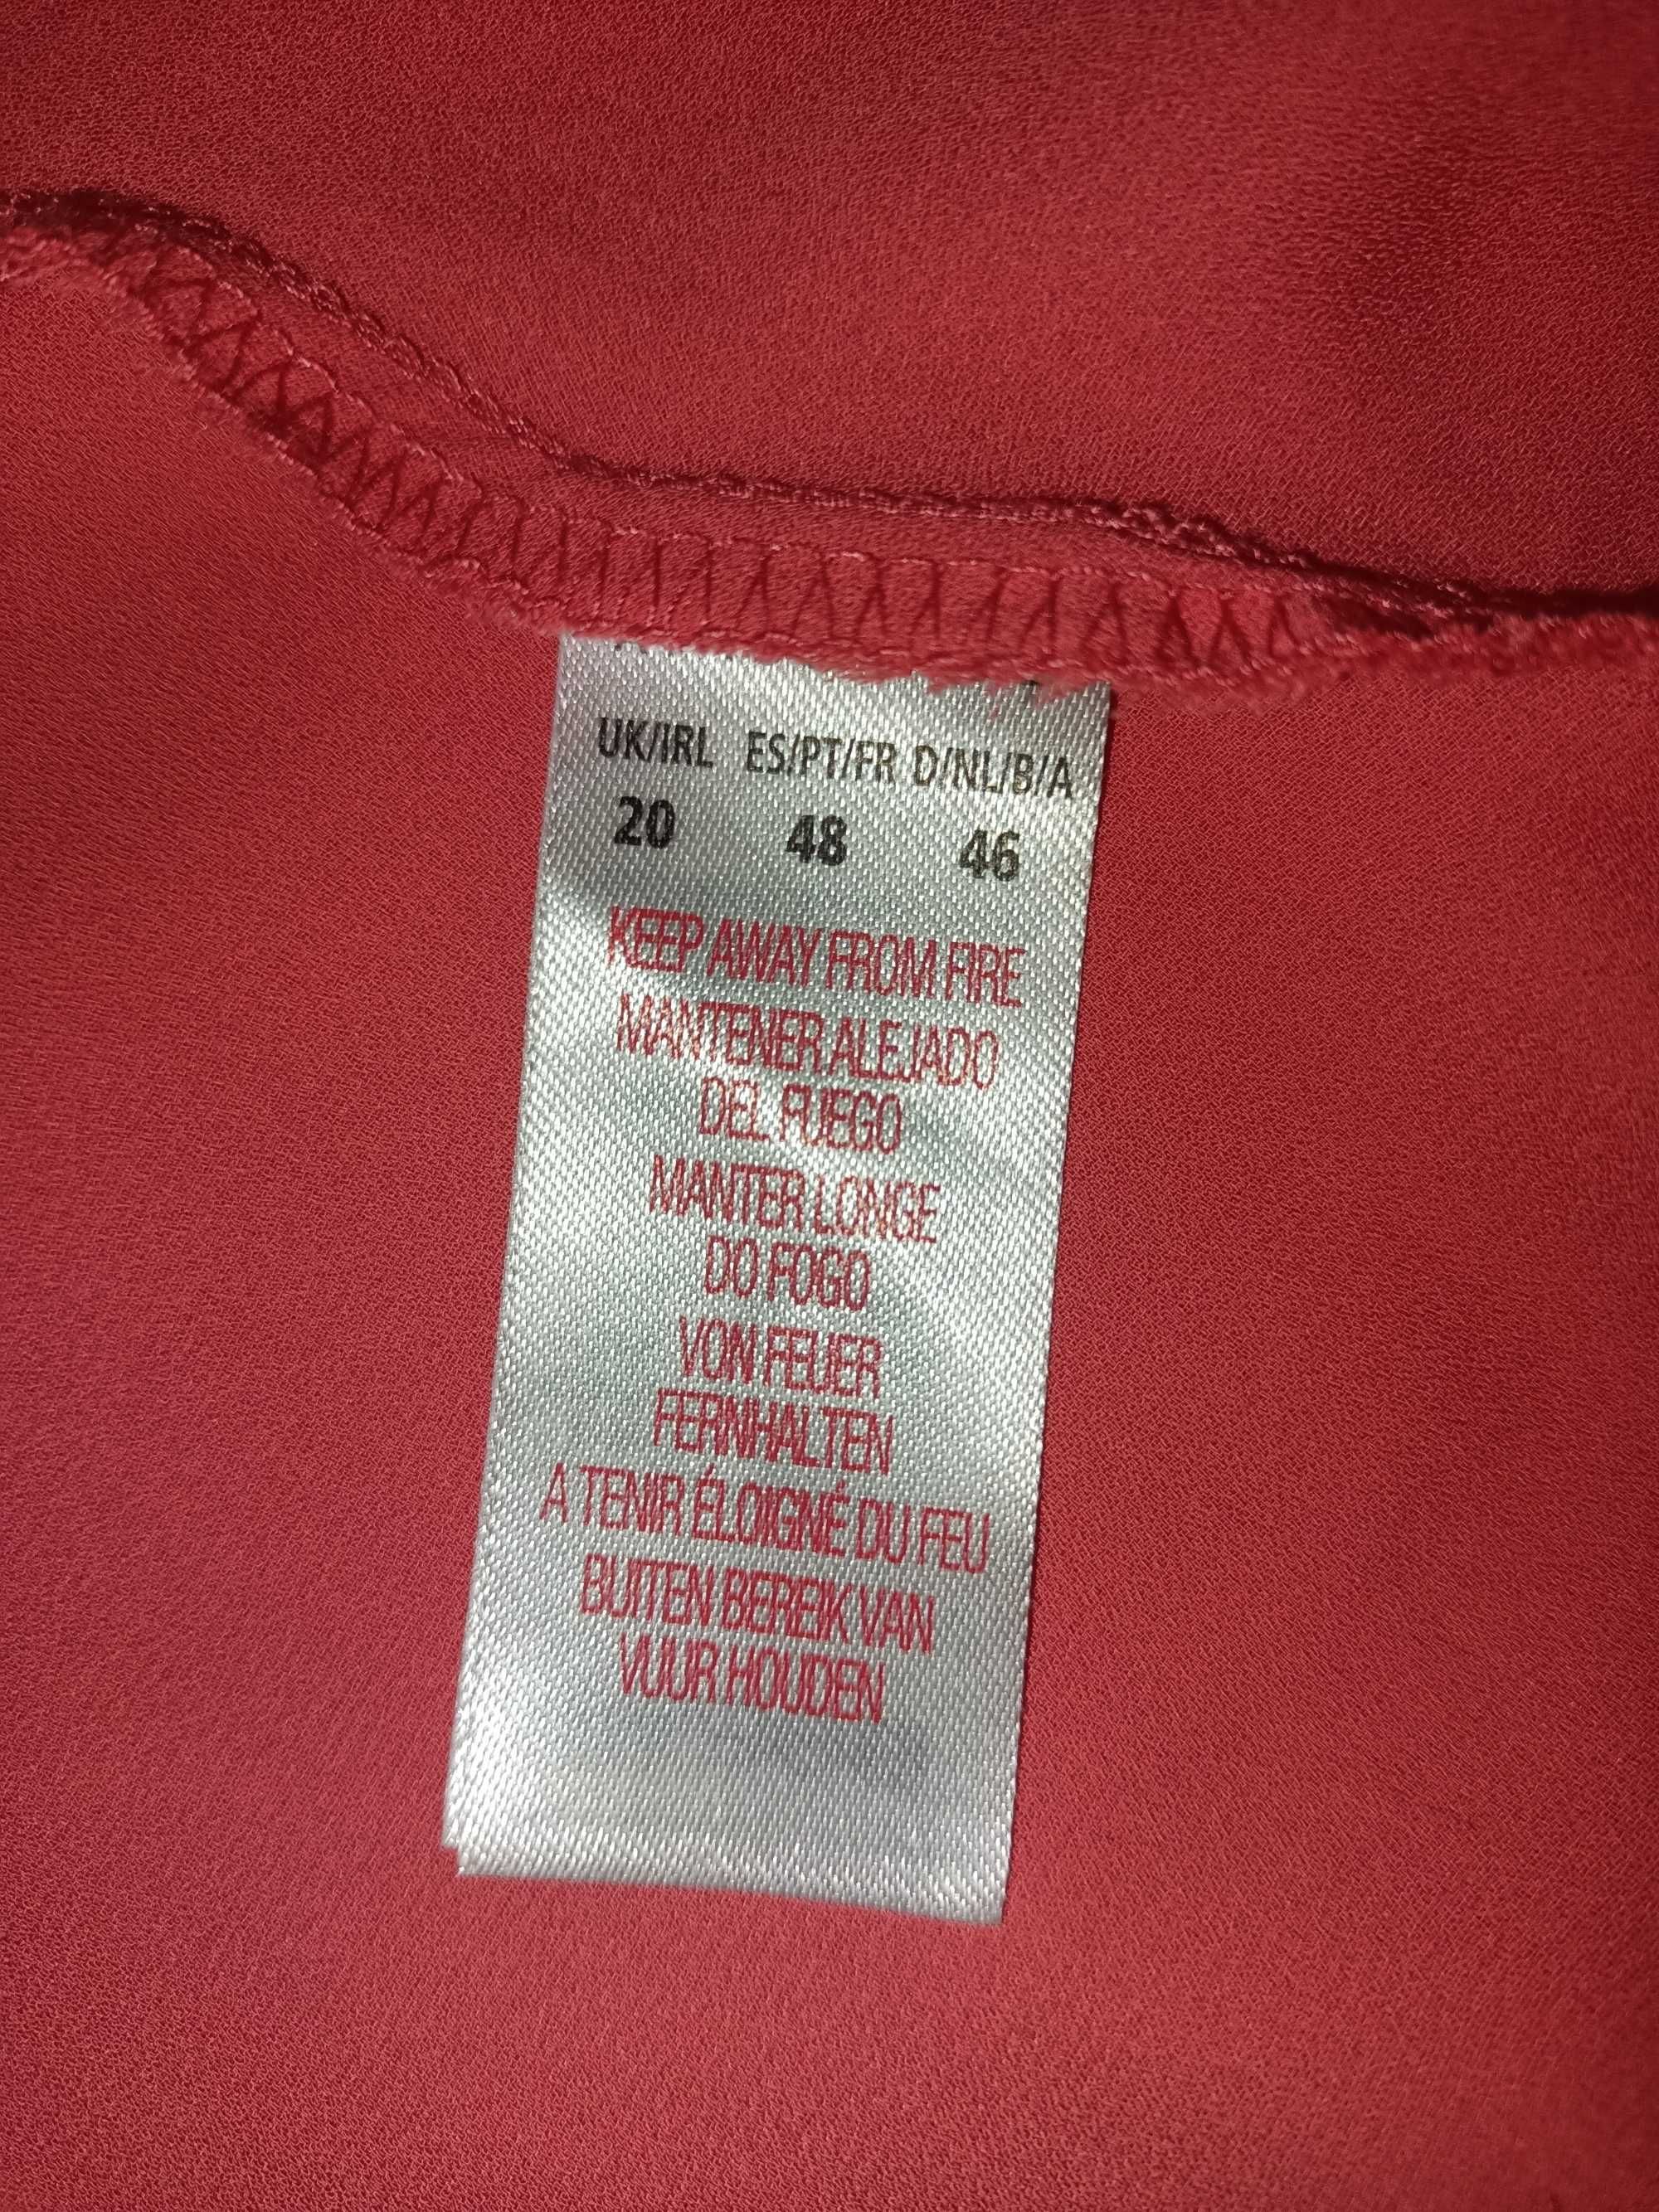 UK/IRL ES/PT/FR D/NL/B/A
20 48 46
KEEP AWAY FROM FIRE
MANTENER ALEJADO
DEL FUEGO
MANTER LONGE
DO FOGO
VON FEUER
FERNHALTEN
A TENIR ÉLOIGNÉ DU FEU
BUITEN BEREIK VAN
VUUR HOUDEN